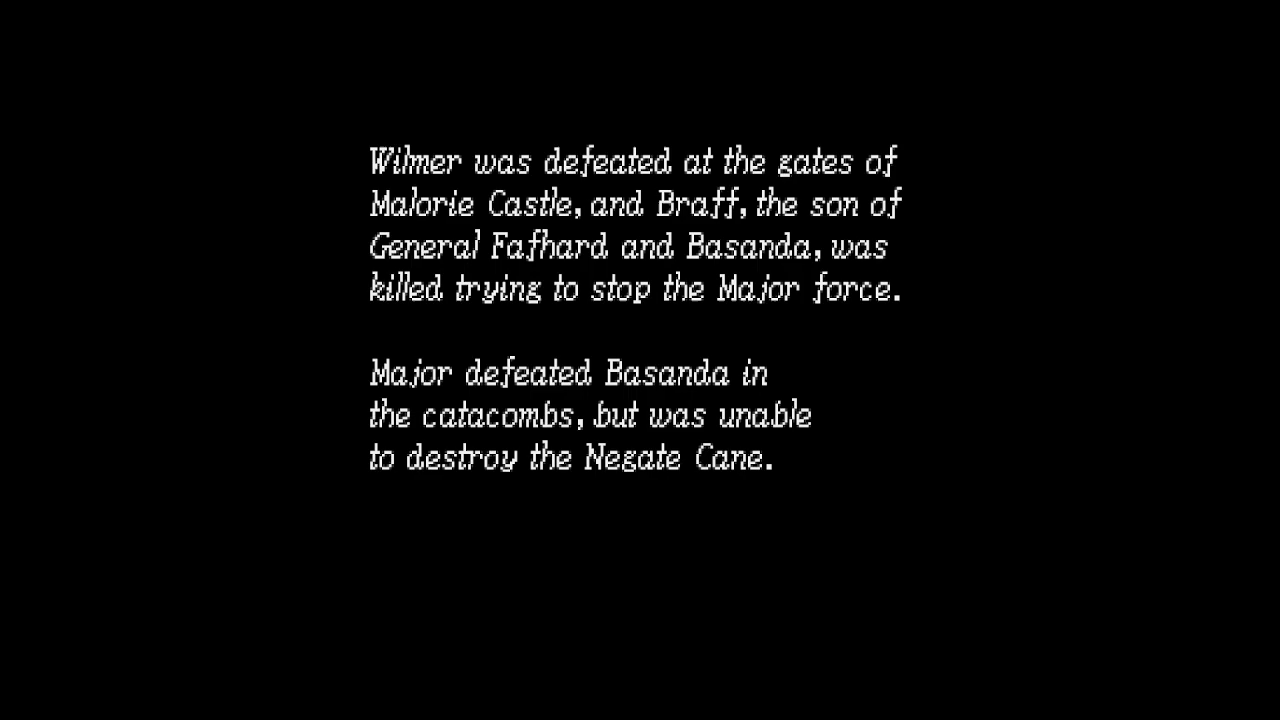 Wilmer was defeated at the gates of
Malorie Castle, and Braff, the son of
General Fafhard and Basanda, was
killed trying to stop the Major force.
Major defeated Basanda in
the catacombs, but was unable
to destroy the Negate Cane.